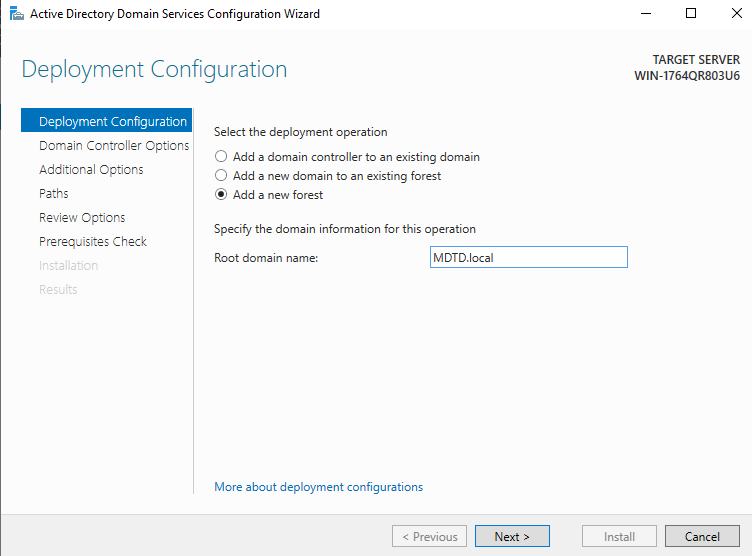 Active Directory Domain Services Configuration Wizard
Deployment Configuration
TARGET SERVER
WIN-1764QR803U6
Deployment Configuration
Domain Controller Options
Additional Options
Paths
Review Options
Prerequisites Check
Installation
Results
Select the deployment operation
Add a domain controller to an existing domain
Add a new domain to an existing forest
Add a new forest
Specify the domain information for this operation
Root domain name: MDTD.local
More about deployment configurations
< Previous Next > Install Cancel